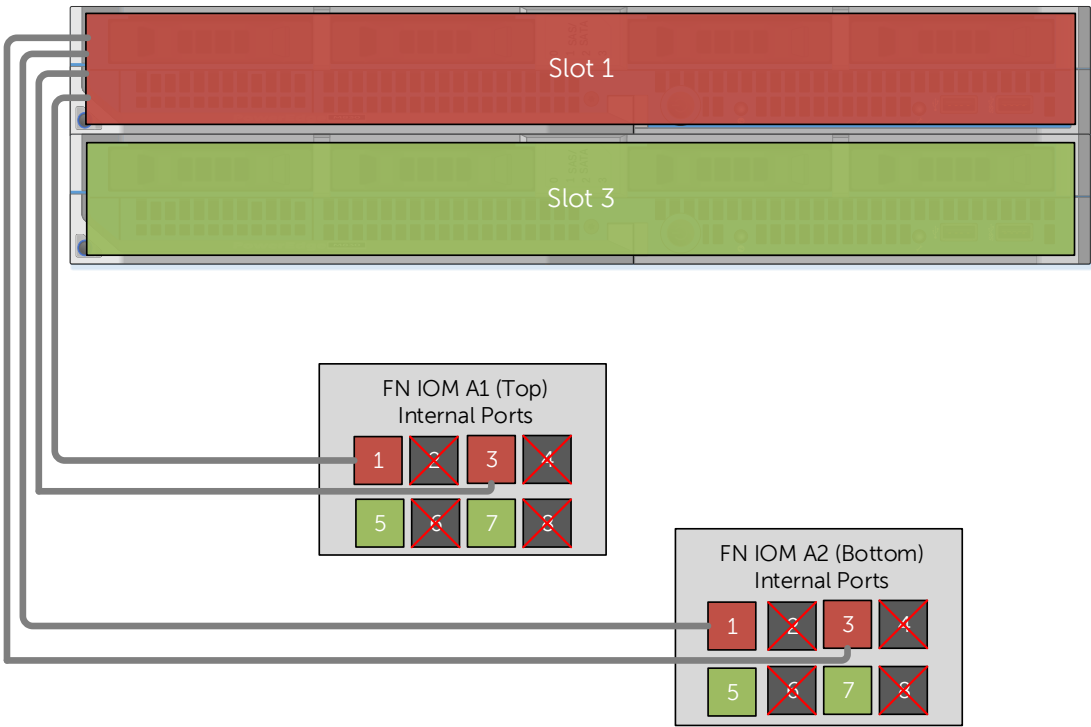 Slot 1
Slot 3
FN IOM A1 (Top)
Internal Ports
1 2 3 4
5 6 7 8
FN IOM A2 (Bottom)
Internal Ports
1 2 3 4
5 6 7 8